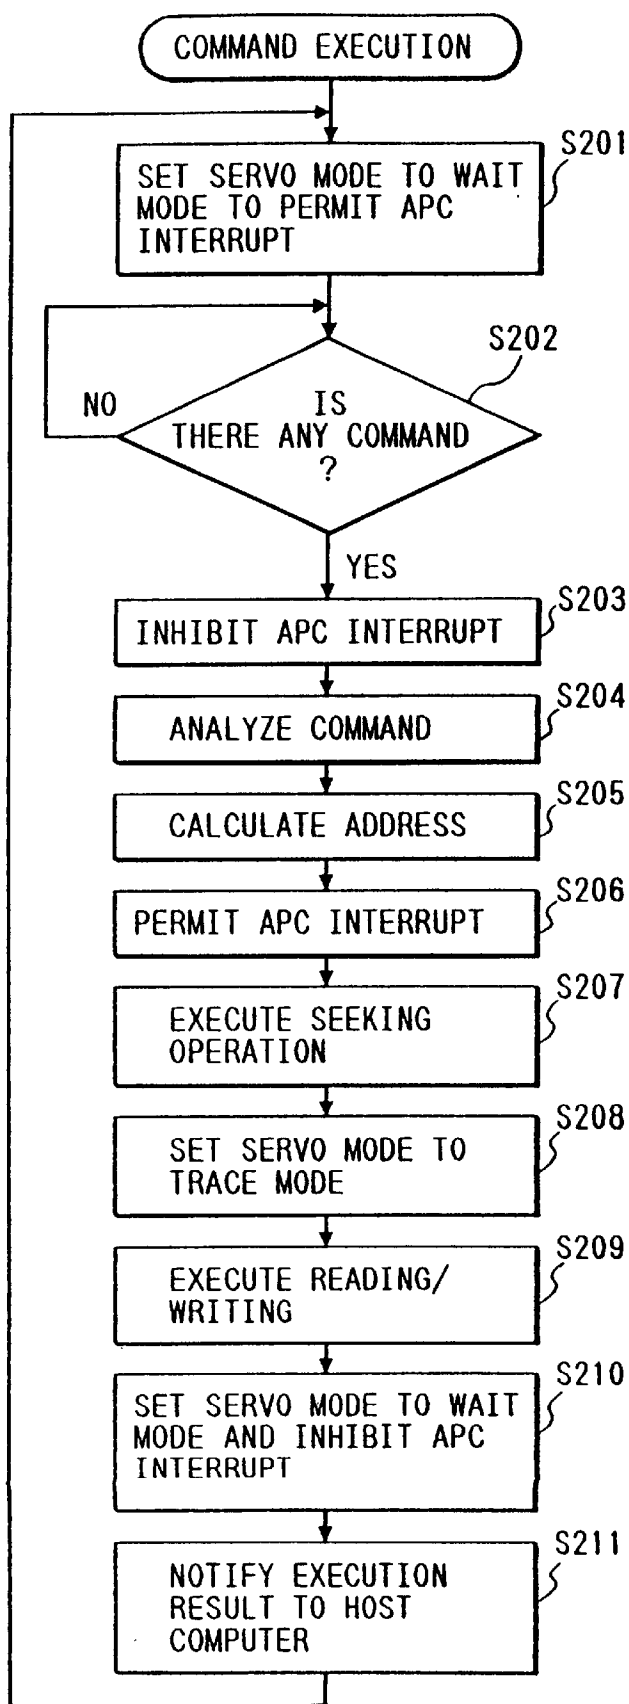 COMMAND EXECUTION
S201
SET SERVO MODE TO WAIT
MODE TO PERMIT APC
INTERRUPT
S202
NO
IS
THERE ANY COMMAND
?
YES
S203
INHIBIT APC INTERRUPT
S204
ANALYZE COMMAND
S205
CALCULATE ADDRESS
S206
PERMIT APC INTERRUPT
S207
EXECUTE SEEKING
OPERATION
S208
SET SERVO MODE TO
TRACE MODE
S209
EXECUTE READING/
WRITING
S210
SET SERVO MODE TO WAIT
MODE AND INHIBIT APC
INTERRUPT
S211
NOTIFY EXECUTION
RESULT TO HOST
COMPUTER